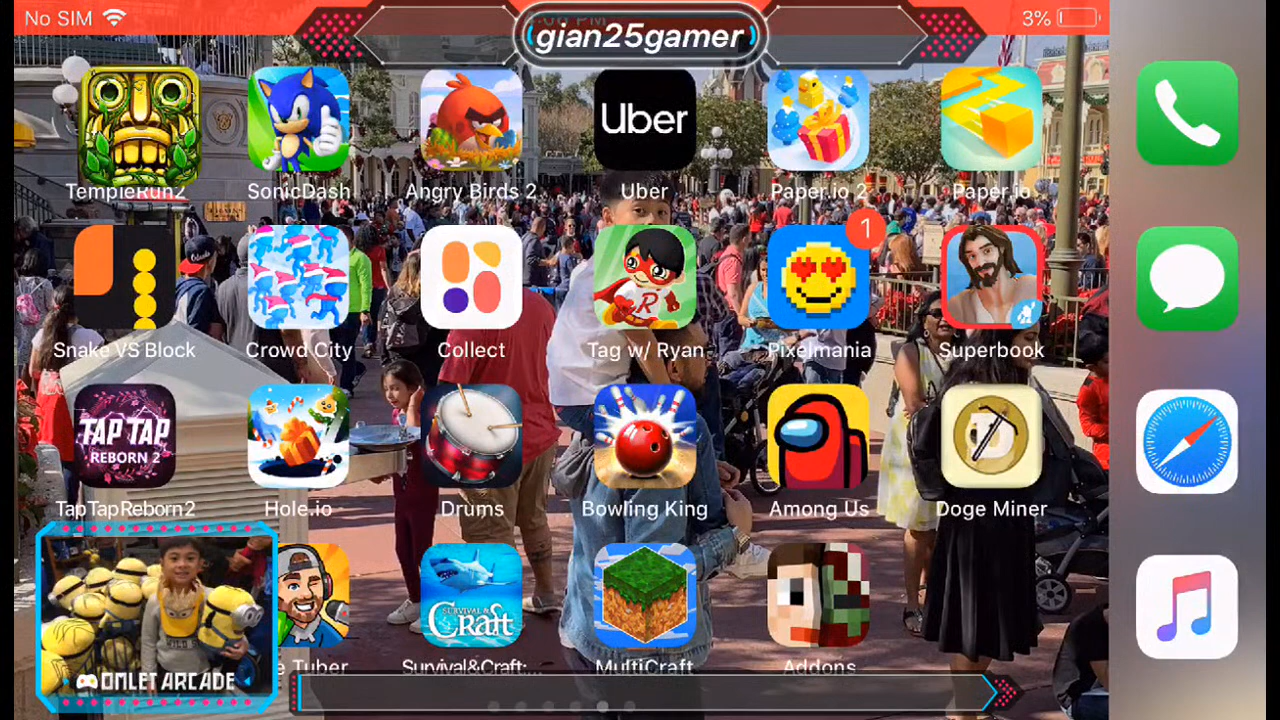 No SIM
gian25gamer
3%
Uber
TempleRun2
SonicDash
Angry Birds 2
Uber
Paper.io 2
Paper.io
1
R
Snake VS Block
Crowd City
Collect
Tag w/ Ryan
Pixelmania
Superbook
TAP TAP
REBORN 2
TapTapReborn2
Hole.io
Drums
Bowling King
Among Us
Doge Miner
SURVIVAL &
CRAFT
e Tuber
Survival&Craft:...
MultiCraft
Addons
OMLET ARCADE